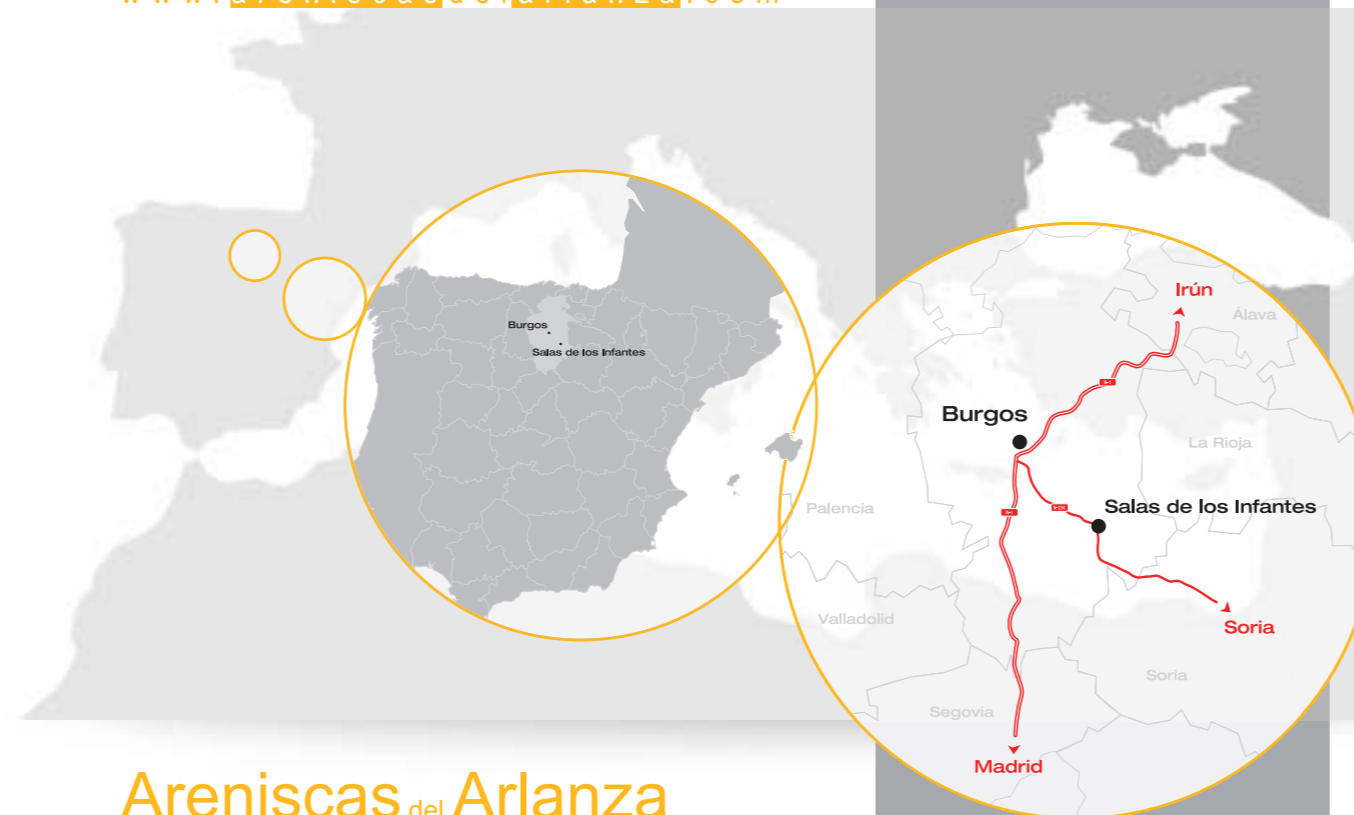 Burgos
Salas de los Infantes
Irún
Álava
Burgos
La Rioja
Salas de los Infantes
Palencia
Valladolid
Soria
Soria
Segovia
Madrid
Areniscas del Arlanza